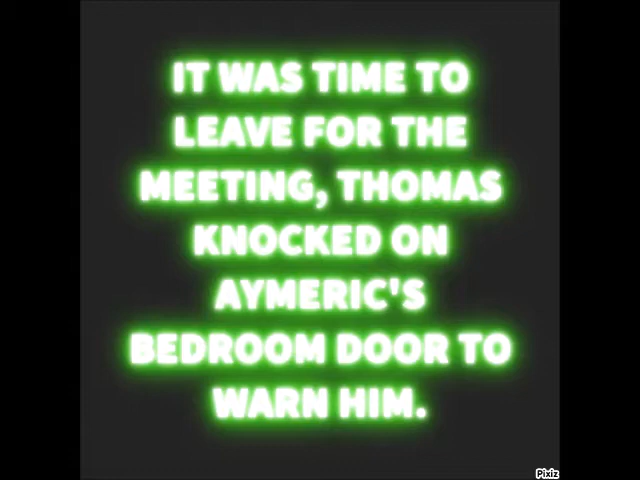 IT WAS TIME TO
LEAVE FOR THE
MEETING, THOMAS
KNOCKED ON
AYMERIC'S
BEDROOM DOOR TO
WARN HIM.
Pixiz